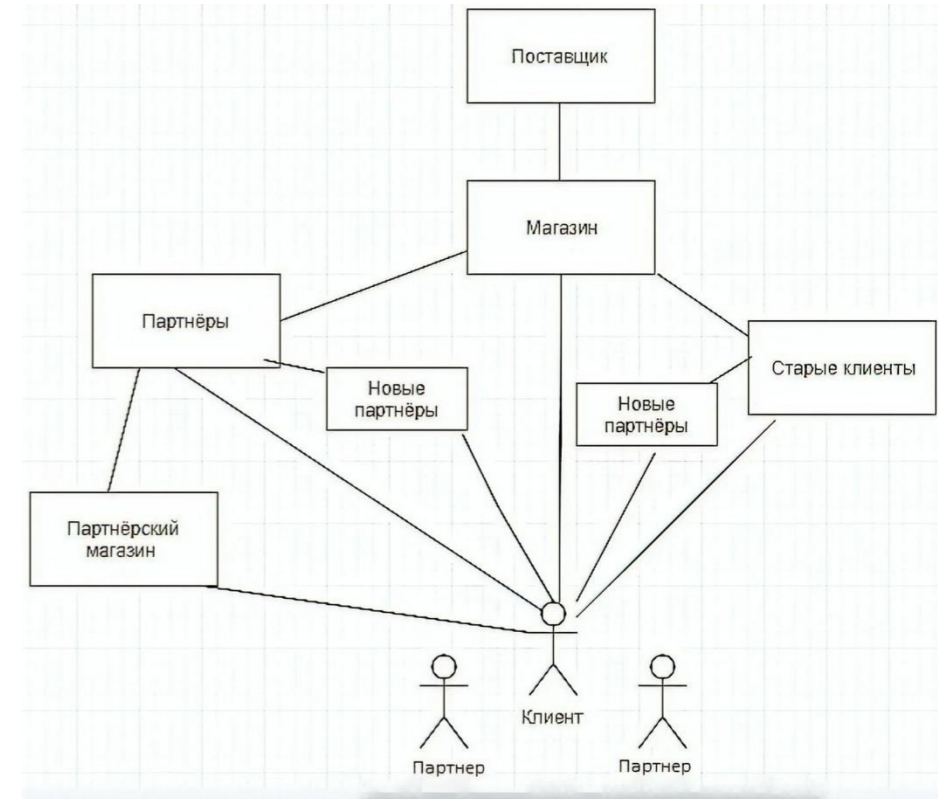 Поставщик
Магазин
Партнёры
Старые клиенты
Новые
партнёры
Новые
партнёры
Партнёрский
магазин
Клиент
Партнер
Партнер